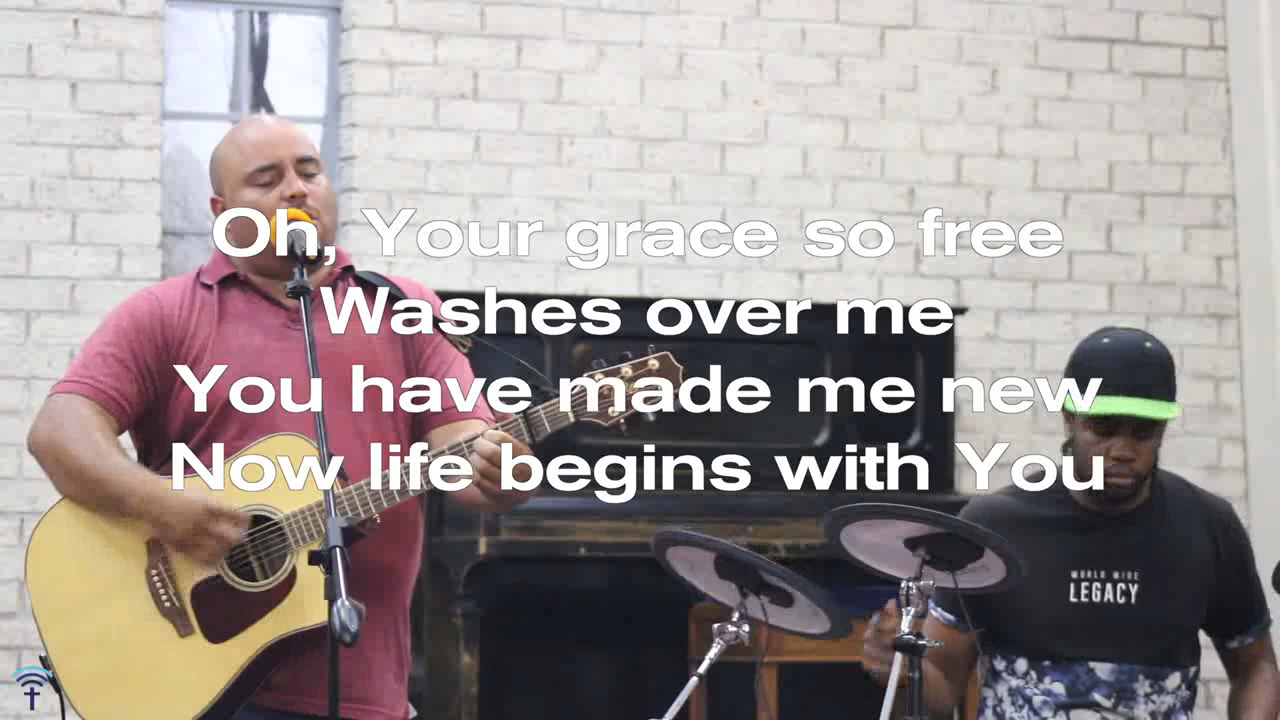 Oh, Your grace so free
Washes over me
You have made me new
Now life begins with You
WORLD WIDE
LEGACY